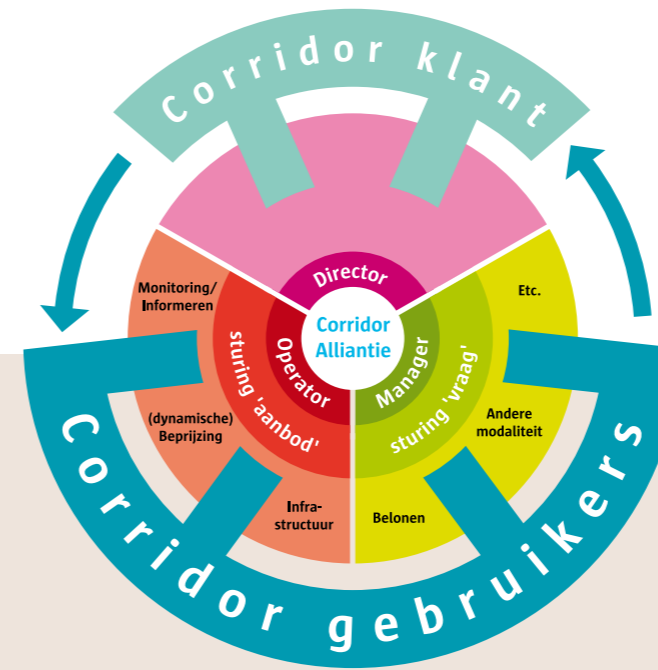 Corridor klant
Director
Corridor
Alliantie
Operator
Manager
sturing 'aanbod'
sturing 'vraag'
Monitoring/
Informeren
(dynamische)
Beprijzing
Infra-
structuur
Belonen
Andere
modaliteit
Etc.
Corridor gebruikers